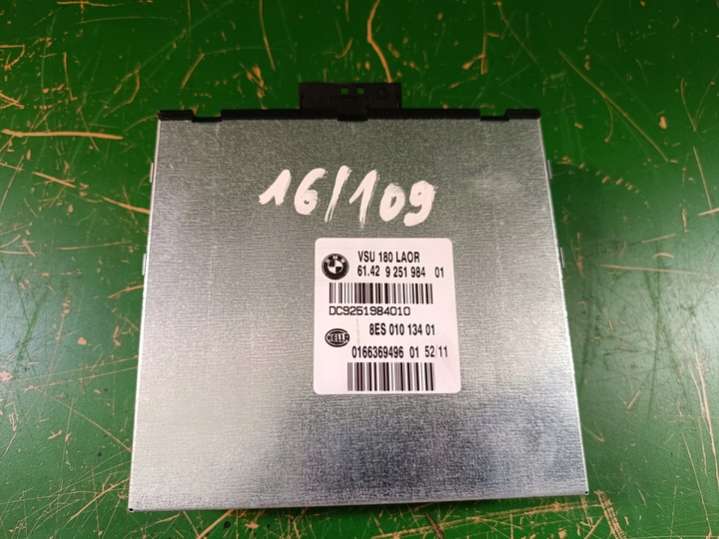 16/109
VSU 180 LAOR
61.42 9 251 984 01
DC9251984010
8ES 010 134 01
HELLA
0166369496 01 52/11